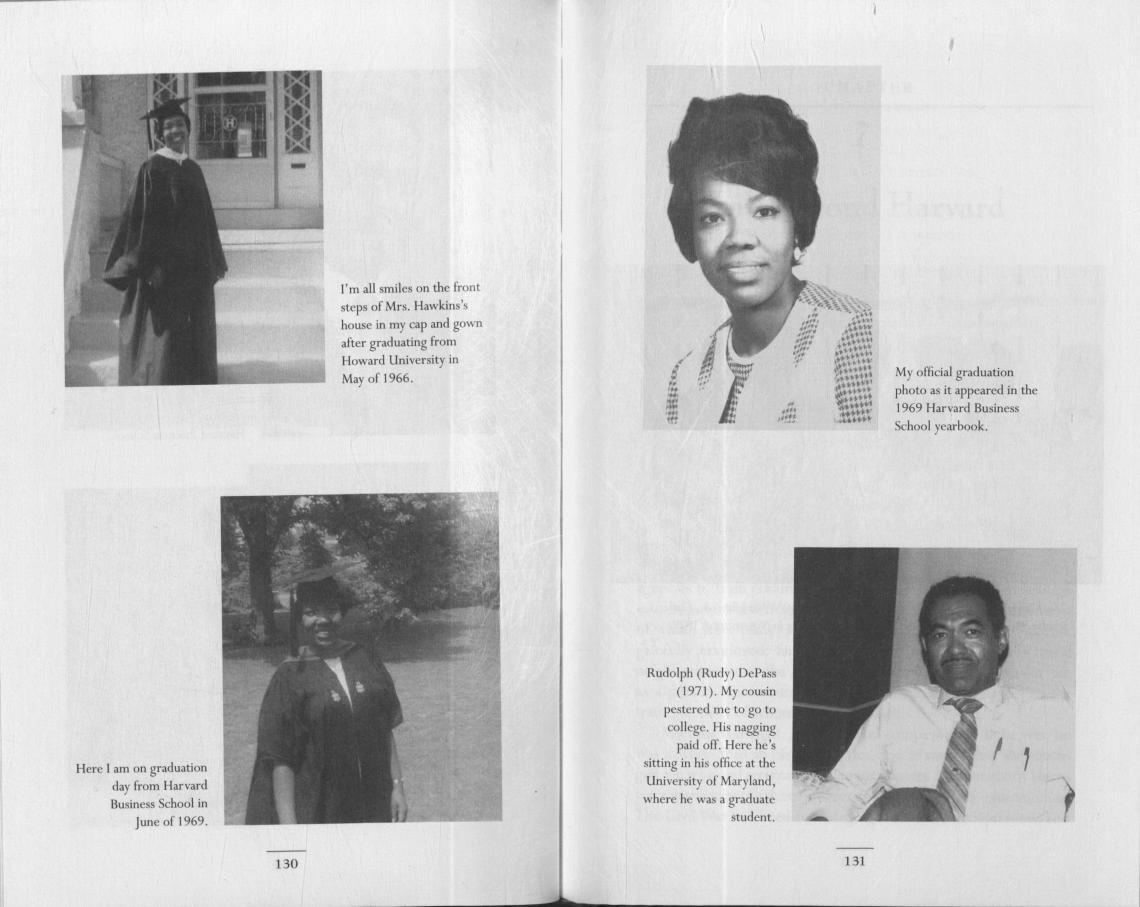 I'm all smiles on the front
steps of Mrs. Hawkins's
house in my cap and gown
after graduating from
Howard University in
May of 1966.
H
Here I am on graduation
day from Harvard
Business School in
June of 1969.
130
My official graduation
photo as it appeared in the
1969 Harvard Business
School yearbook.
Rudolph (Rudy) DePass
(1971). My cousin
pestered me to go to
college. His nagging
paid off. Here he's
sitting in his office at the
University of Maryland,
where he was a graduate
student.
131